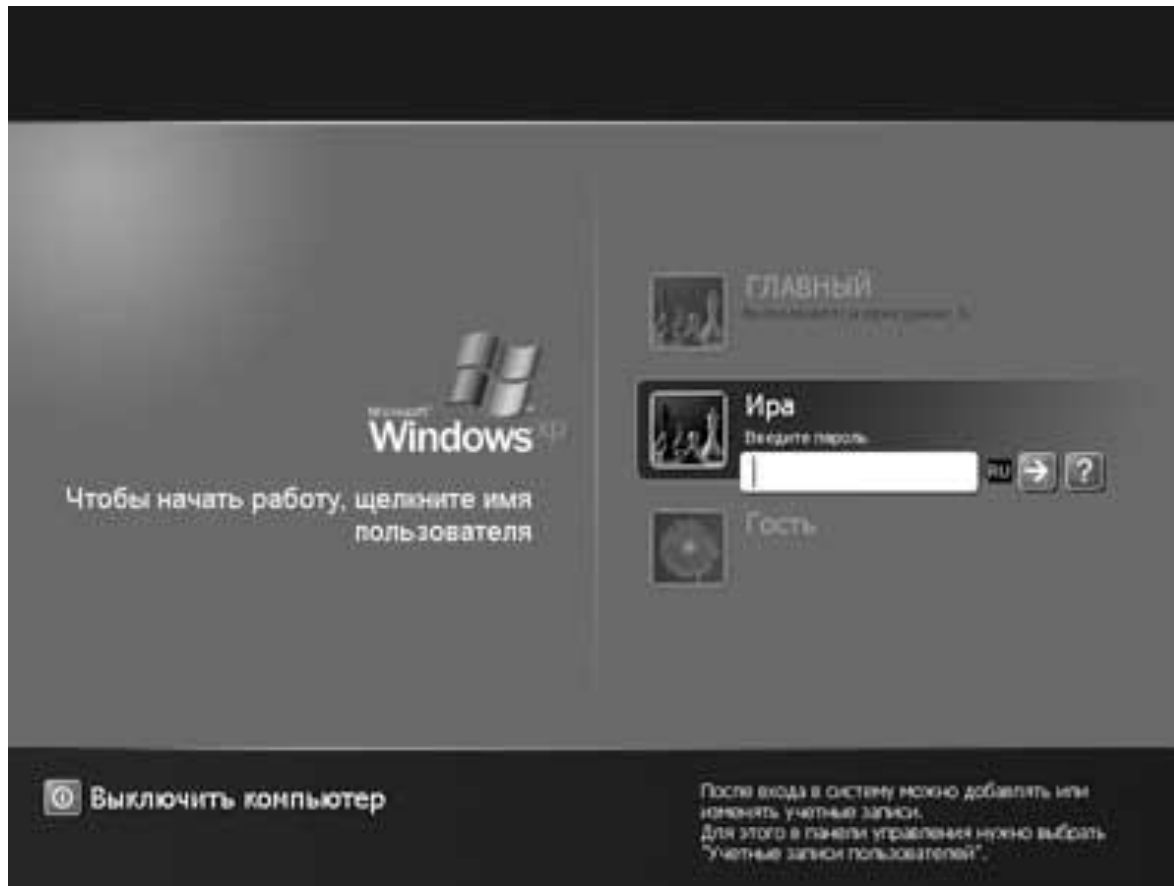 Microsoft
Windows xp
Чтобы начать работу, щелкните имя
пользователя
ГЛАВНЫЙ
Ира
Введите пароль
RU
?
Гость
Выключить компьютер
После входа в систему можно добавлять или
изменять учетные записи.
Для этого в панели управления нужно выбрать
"Учетные записи пользователей".